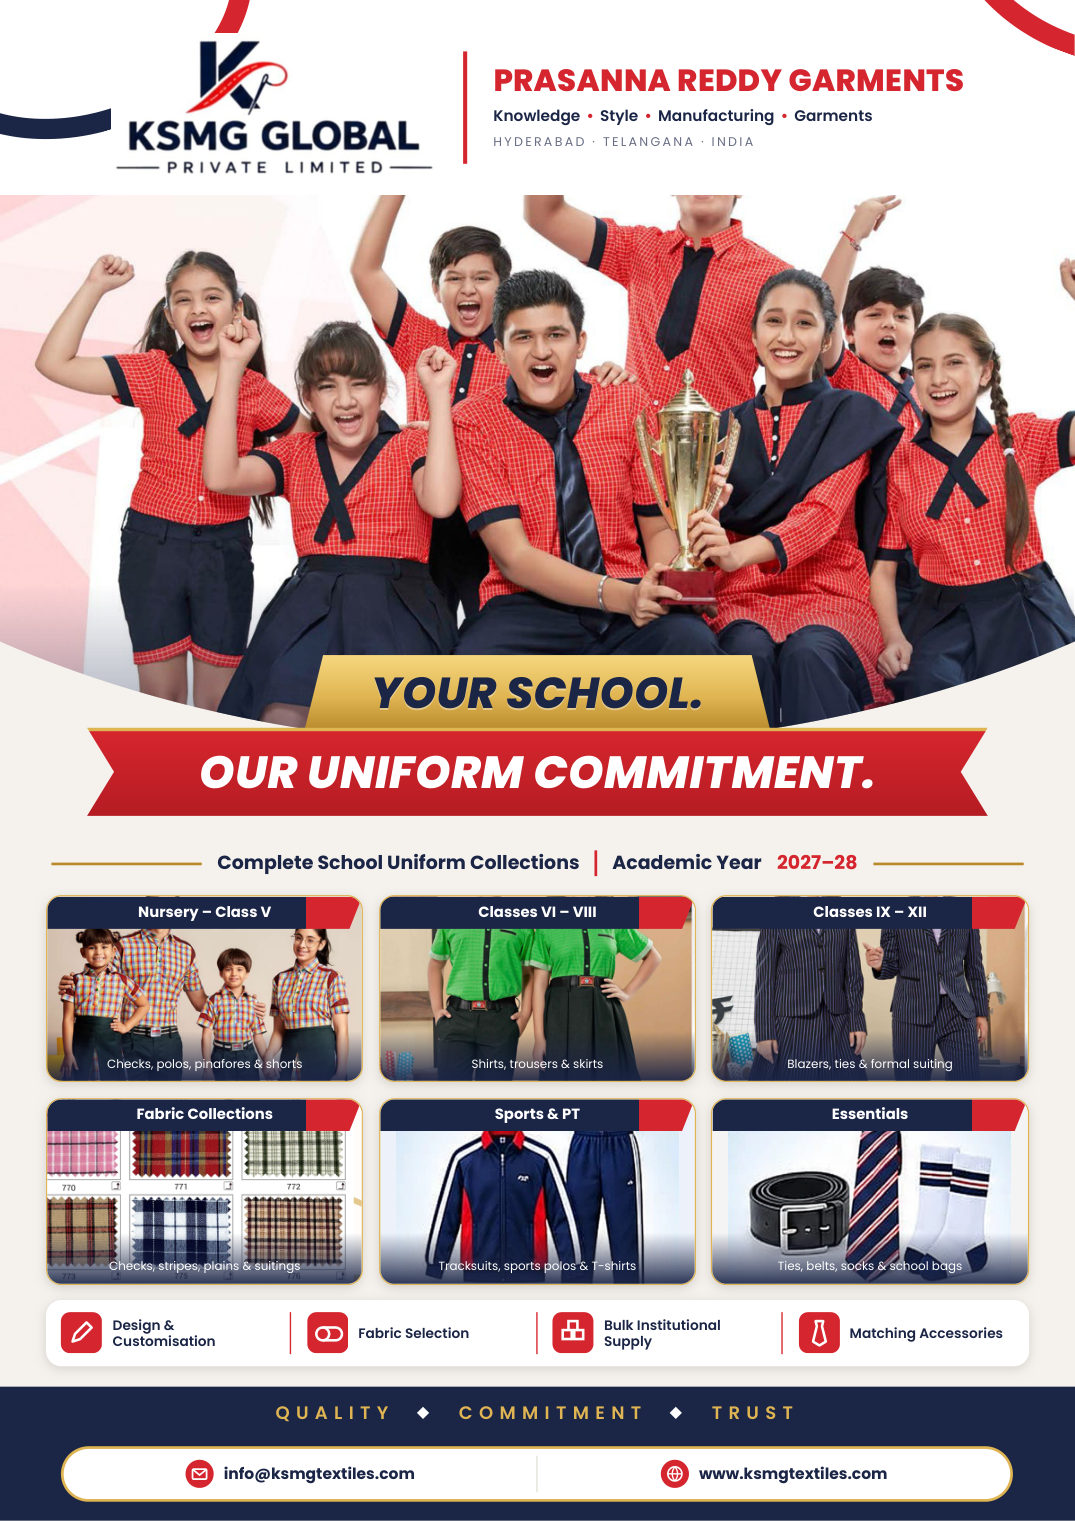 KSMG GLOBAL
PRIVATE LIMITED
PRASANNA REDDY GARMENTS
Knowledge • Style • Manufacturing • Garments
HYDERABAD · TELANGANA · INDIA
YOUR SCHOOL.
OUR UNIFORM COMMITMENT.
Complete School Uniform Collections | Academic Year 2027–28
Nursery – Class V
Checks, polos, pinafores & shorts
Classes VI – VIII
Shirts, trousers & skirts
Classes IX – XII
Blazers, ties & formal suiting
Fabric Collections
770 771 772
773 775 776
Checks, stripes, plains & suitings
Sports & PT
Tracksuits, sports polos & T-shirts
Essentials
Ties, belts, socks & school bags
Design &
Customisation
Fabric Selection
Bulk Institutional
Supply
Matching Accessories
QUALITY ◆ COMMITMENT ◆ TRUST
info@ksmgtextiles.com
www.ksmgtextiles.com